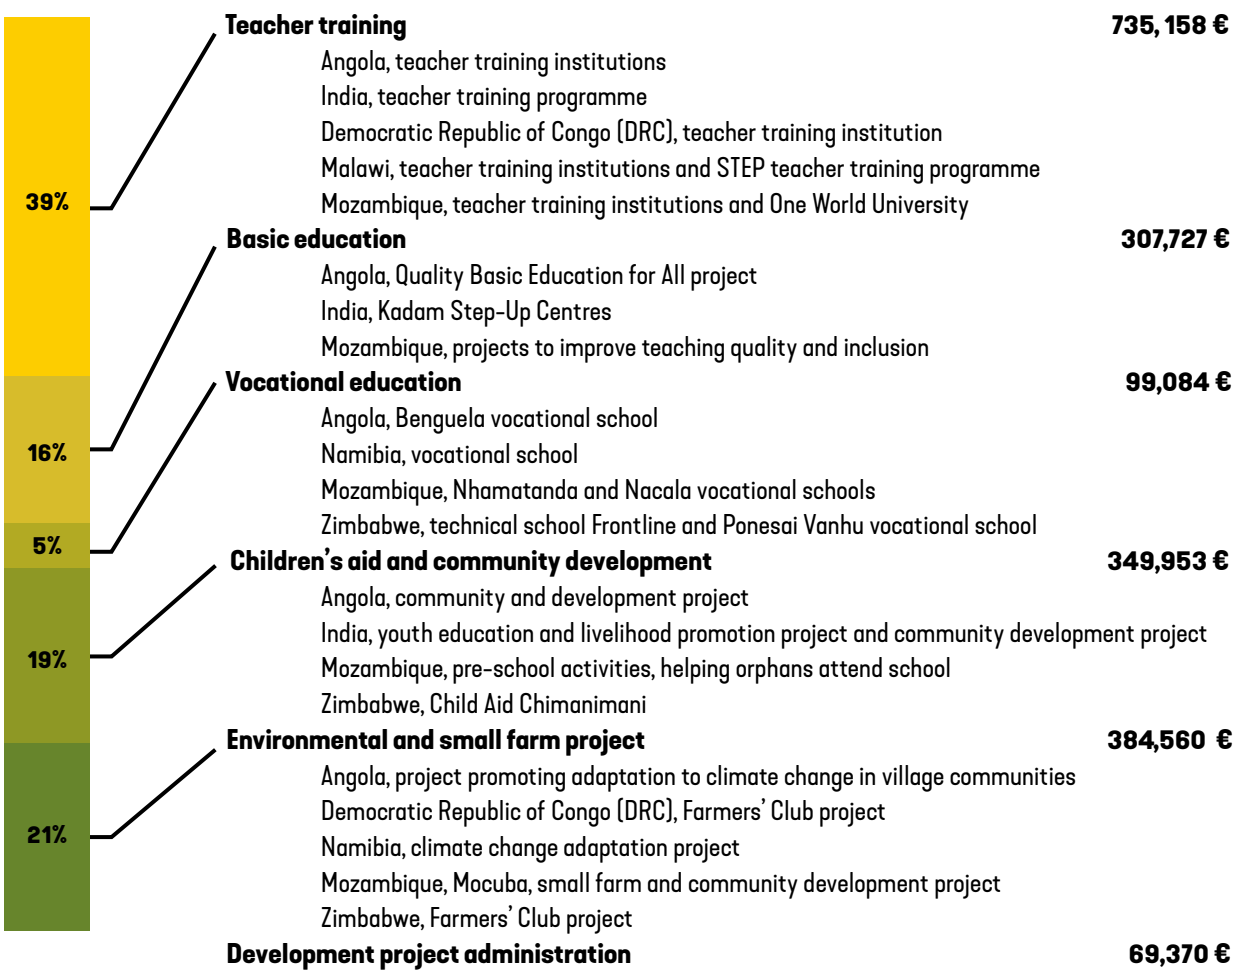 Teacher training 735,158 €
Angola, teacher training institutions
India, teacher training programme
Democratic Republic of Congo (DRC), teacher training institution
Malawi, teacher training institutions and STEP teacher training programme
39%
Mozambique, teacher training institutions and One World University
Basic education 307,727 €
Angola, Quality Basic Education for All project
India, Kadam Step-Up Centres
Mozambique, projects to improve teaching quality and inclusion
Vocational education 99,084 €
Angola, Benguela vocational school
16%
Namibia, vocational school
Mozambique, Nhamatanda and Nacala vocational schools
Zimbabwe, technical school Frontline and Ponesai Vanhu vocational school
5%
Children's aid and community development 349,953 €
Angola, community and development project
India, youth education and livelihood promotion project and community development project
19%
Mozambique, pre-school activities, helping orphans attend school
Zimbabwe, Child Aid Chimanimani
Environmental and small farm project 384,560 €
Angola, project promoting adaptation to climate change in village communities
Democratic Republic of Congo (DRC), Farmers' Club project
21%
Namibia, climate change adaptation project
Mozambique, Mocuba, small farm and community development project
Zimbabwe, Farmers' Club project
Development project administration 69,370 €